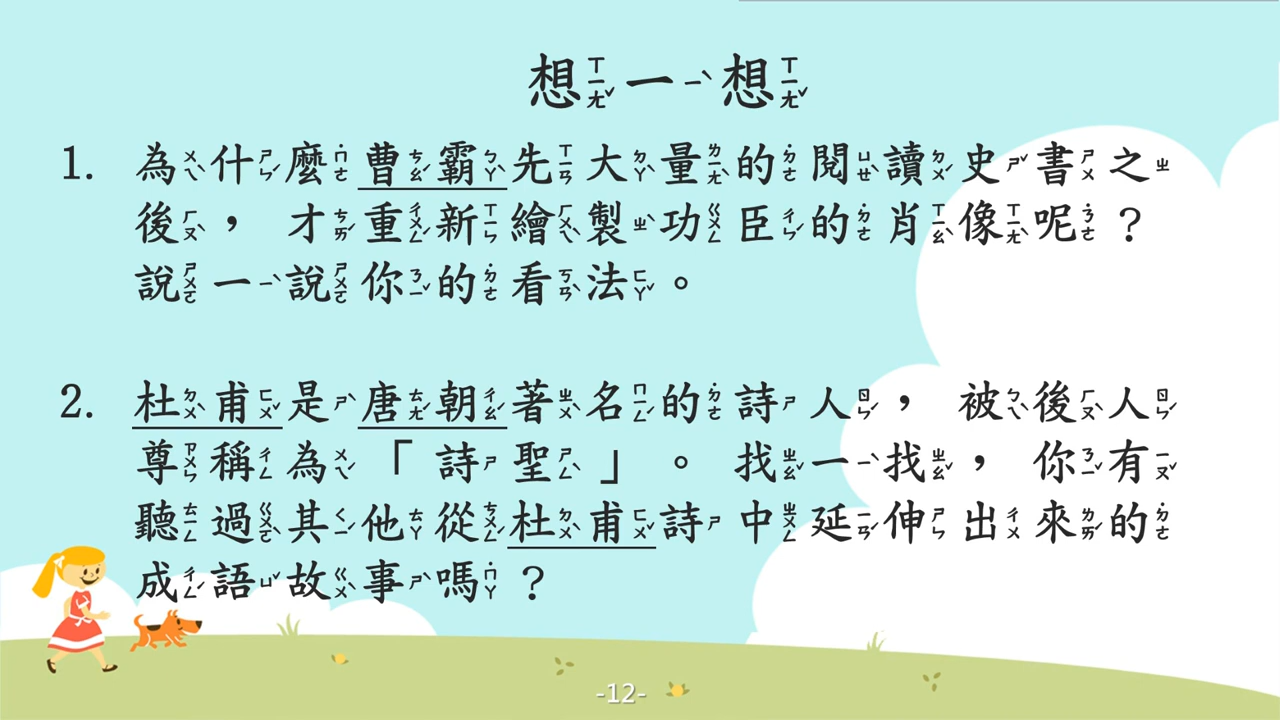 想一想
1. 為什麼曹霸先大量的閱讀史書之
後，才重新繪製功臣的肖像呢？
說一說你的看法。
2. 杜甫是唐朝著名的詩人，被後人
尊稱為「詩聖」。找一找，你有
聽過其他從杜甫詩中延伸出來的
成語故事嗎？
-12-